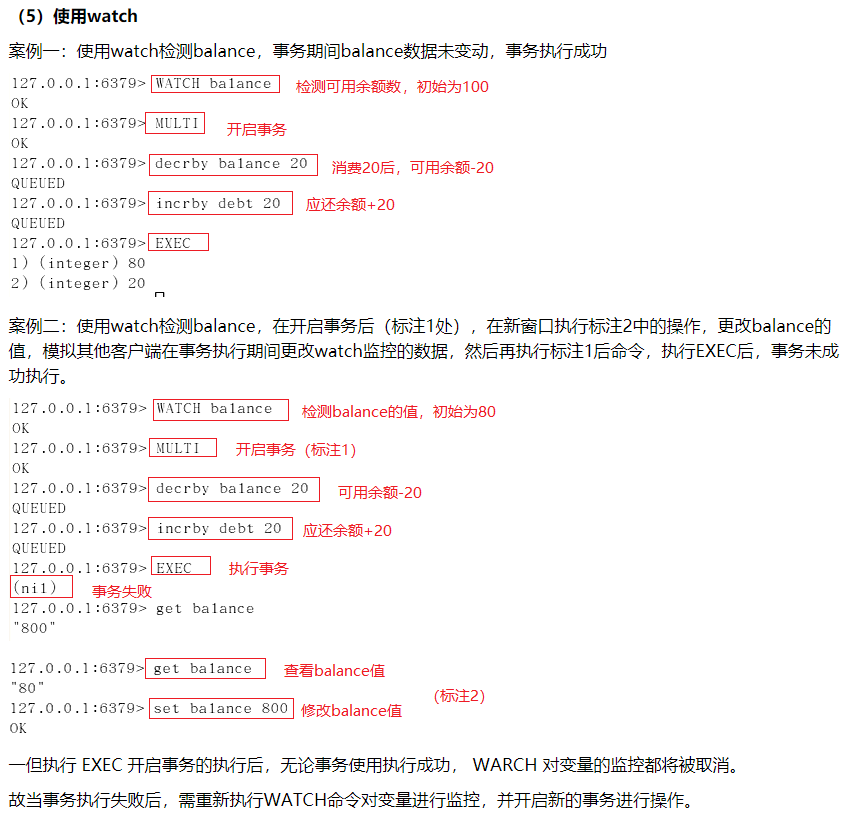 （5）使用watch
案例一：使用watch检测balance，事务期间balance数据未变动，事务执行成功
127.0.0.1:6379> WATCH balance 检测可用余额数，初始为100
OK
127.0.0.1:6379> MULTI 开启事务
OK
127.0.0.1:6379> decrby balance 20 消费20后，可用余额-20
QUEUED
127.0.0.1:6379> incrby debt 20 应还余额+20
QUEUED
127.0.0.1:6379> EXEC
1) (integer) 80
2) (integer) 20
案例二：使用watch检测balance，在开启事务后（标注1处），在新窗口执行标注2中的操作，更改balance的
值，模拟其他客户端在事务执行期间更改watch监控的数据，然后再执行标注1后命令，执行EXEC后，事务未成
功执行。
127.0.0.1:6379> WATCH balance 检测balance的值，初始为80
OK
127.0.0.1:6379> MULTI 开启事务（标注1）
OK
127.0.0.1:6379> decrby balance 20 可用余额-20
QUEUED
127.0.0.1:6379> incrby debt 20 应还余额+20
QUEUED
127.0.0.1:6379> EXEC 执行事务
(nil) 事务失败
127.0.0.1:6379> get balance
"800"
127.0.0.1:6379> get balance 查看balance值
"80"
（标注2）
127.0.0.1:6379> set balance 800 修改balance值
OK
一但执行 EXEC 开启事务的执行后，无论事务使用执行成功， WARCH 对变量的监控都将被取消。
故当事务执行失败后，需重新执行WATCH命令对变量进行监控，并开启新的事务进行操作。